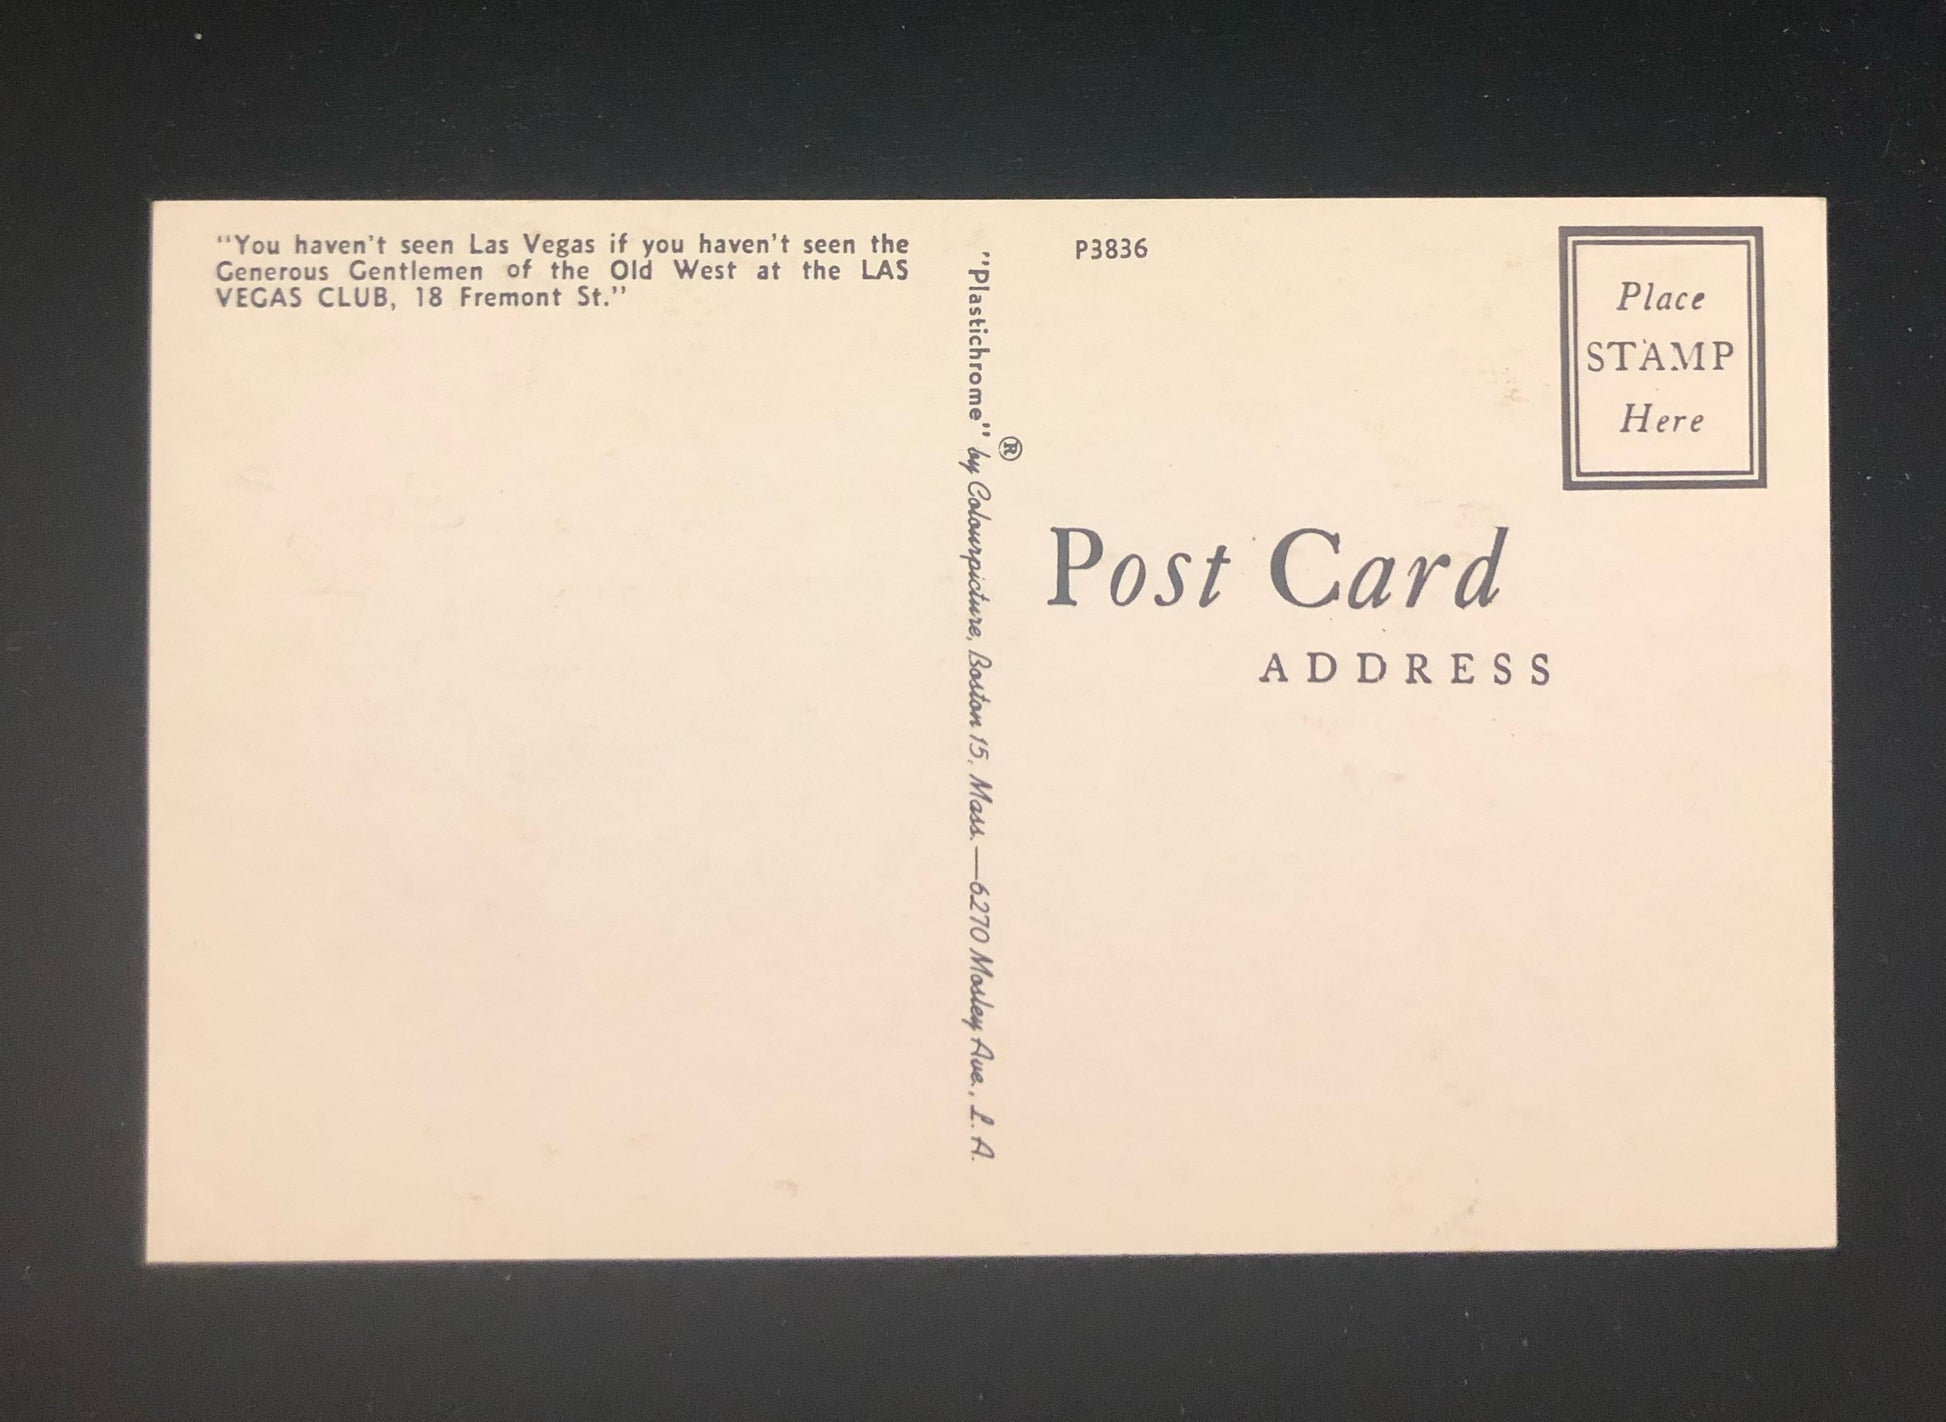 "You haven't seen Las Vegas if you haven't seen the
Generous Gentlemen of the Old West at the LAS
VEGAS CLUB, 18 Fremont St."
"Plastichrome"® by Colourpicture, Boston 15, Mass.—6270 Mosley Ave., L. A.
P3836
Place
STAMP
Here
Post Card
ADDRESS